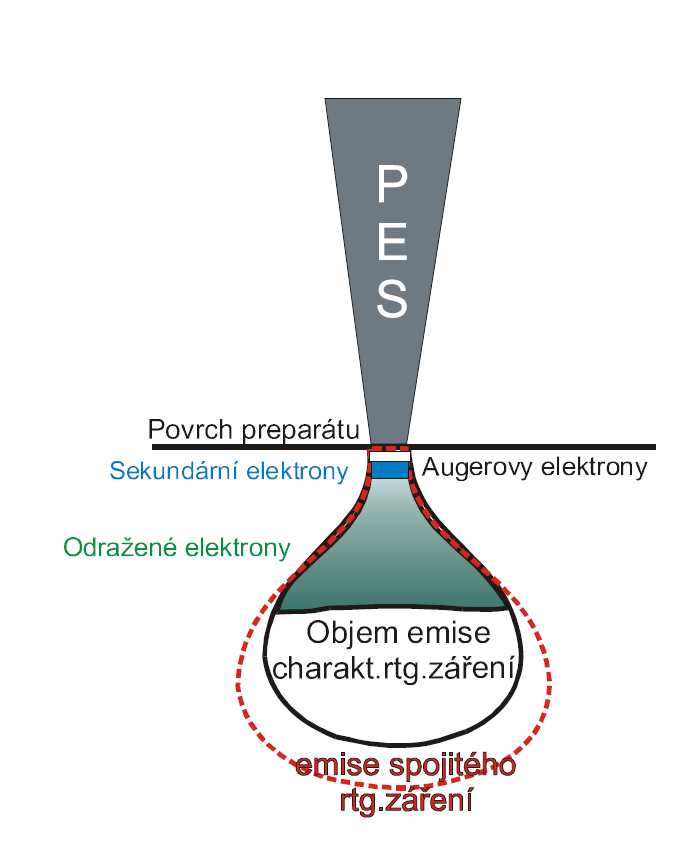 P
E
S
Povrch preparátu
Sekundární elektrony
Augerovy elektrony
Odražené elektrony
Objem emise
charakt.rtg.záření
emise spojitého
rtg.záření